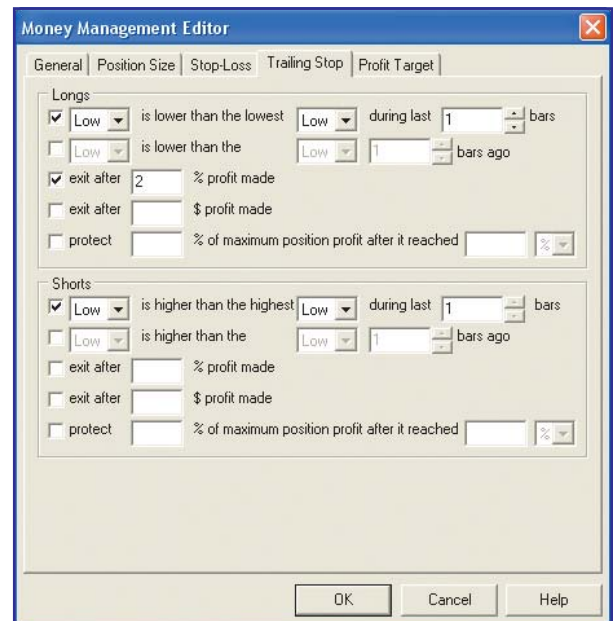 Money Management Editor
General Position Size Stop-Loss Trailing Stop Profit Target
Longs
Low is lower than the lowest Low during last 1 bars
Low is lower than the Low 1 bars ago
exit after 2 % profit made
exit after $ profit made
protect % of maximum position profit after it reached %
Shorts
Low is higher than the highest Low during last 1 bars
Low is higher than the Low 1 bars ago
exit after % profit made
exit after $ profit made
protect % of maximum position profit after it reached %
OK Cancel Help